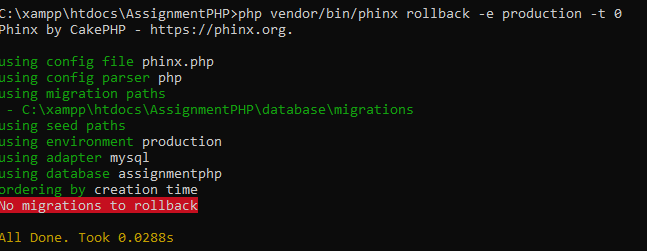 C:\xampp\htdocs\AssignmentPHP>php vendor/bin/phinx rollback -e production -t 0
Phinx by CakePHP - https://phinx.org.
using config file phinx.php
using config parser php
using migration paths
- C:\xampp\htdocs\AssignmentPHP\database\migrations
using seed paths
using environment production
using adapter mysql
using database assignmentphp
ordering by creation time
No migrations to rollback
All Done. Took 0.0288s